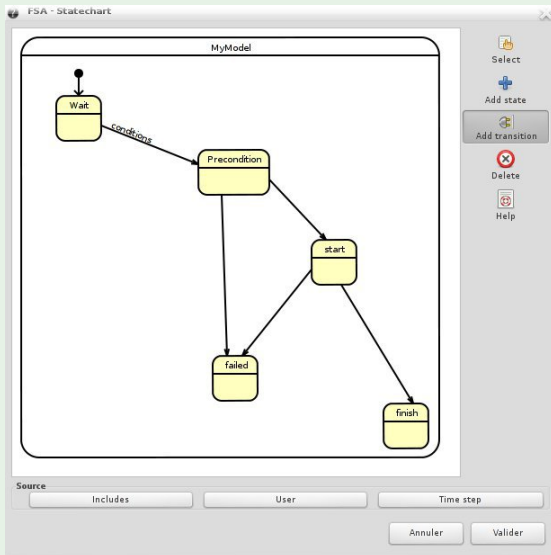 FSA - Statechart
MyModel
Select
Wait
Add state
conditions
Add transition
Precondition
Delete
Help
start
failed
finish
Source
Includes
User
Time step
Annuler
Valider